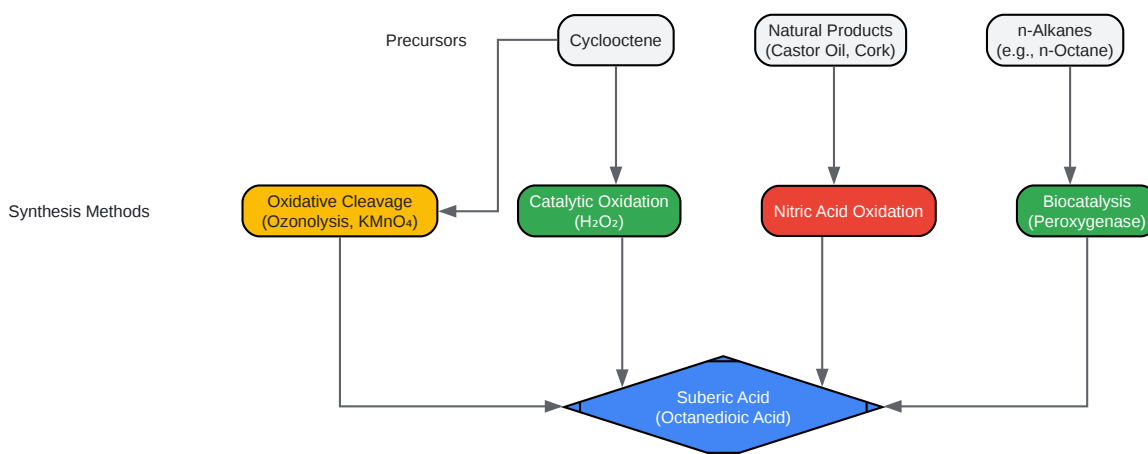 Precursors
Cyclooctene
Natural Products
(Castor Oil, Cork)
n-Alkanes
(e.g., n-Octane)
Synthesis Methods
Oxidative Cleavage
(Ozonolysis, KMnO₄)
Catalytic Oxidation
(H₂O₂)
Nitric Acid Oxidation
Biocatalysis
(Peroxygenase)
Suberic Acid
(Octanedioic Acid)